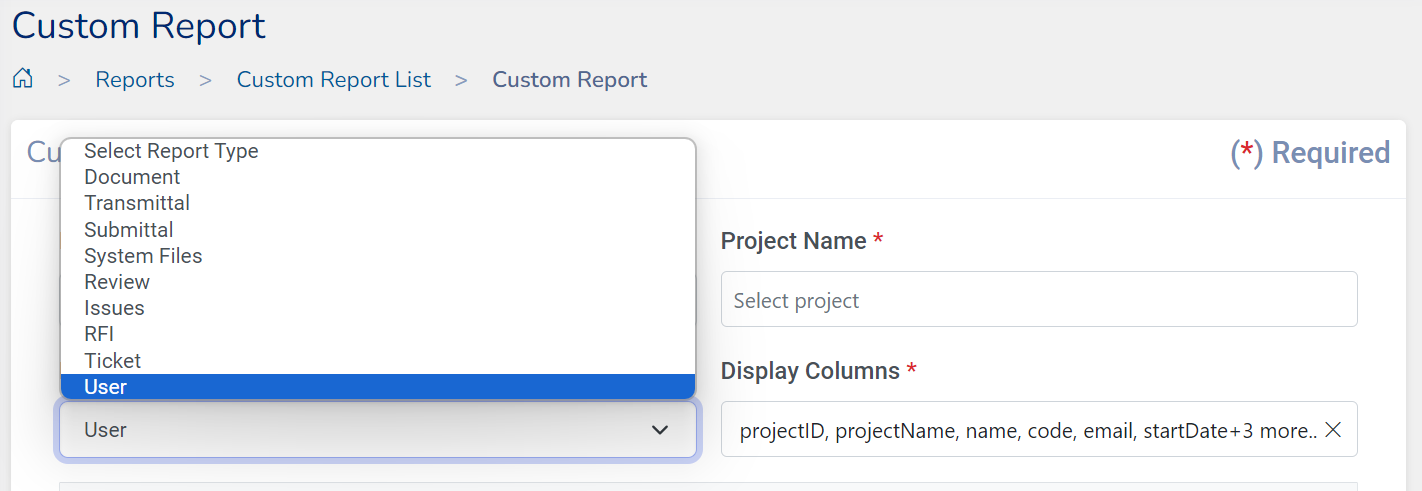 Custom Report
> Reports > Custom Report List > Custom Report
Cu
(*) Required
Select Report Type
Document
Transmittal
Submittal
System Files
Review
Issues
RFI
Ticket
User
Project Name *
Select project
Display Columns *
User
projectID, projectName, name, code, email, startDate+3 more..